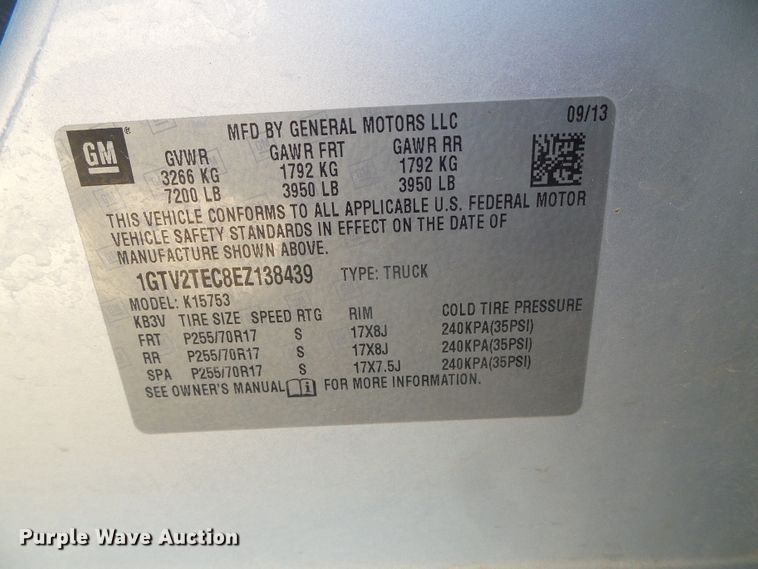 MFD BY GENERAL MOTORS LLC 09/13
GM ®
GVWR GAWR FRT GAWR RR
3266 KG 1792 KG 1792 KG
7200 LB 3950 LB 3950 LB
THIS VEHICLE CONFORMS TO ALL APPLICABLE U.S. FEDERAL MOTOR
VEHICLE SAFETY STANDARDS IN EFFECT ON THE DATE OF
MANUFACTURE SHOWN ABOVE.
1GTV2TEC8EZ138439 TYPE: TRUCK
MODEL: K15753
KB3V TIRE SIZE SPEED RTG RIM COLD TIRE PRESSURE
FRT P255/70R17 S 17X8J 240KPA(35PSI)
RR P255/70R17 S 17X8J 240KPA(35PSI)
SPA P255/70R17 S 17X7.5J 240KPA(35PSI)
SEE OWNER'S MANUAL FOR MORE INFORMATION.
Purple Wave Auction